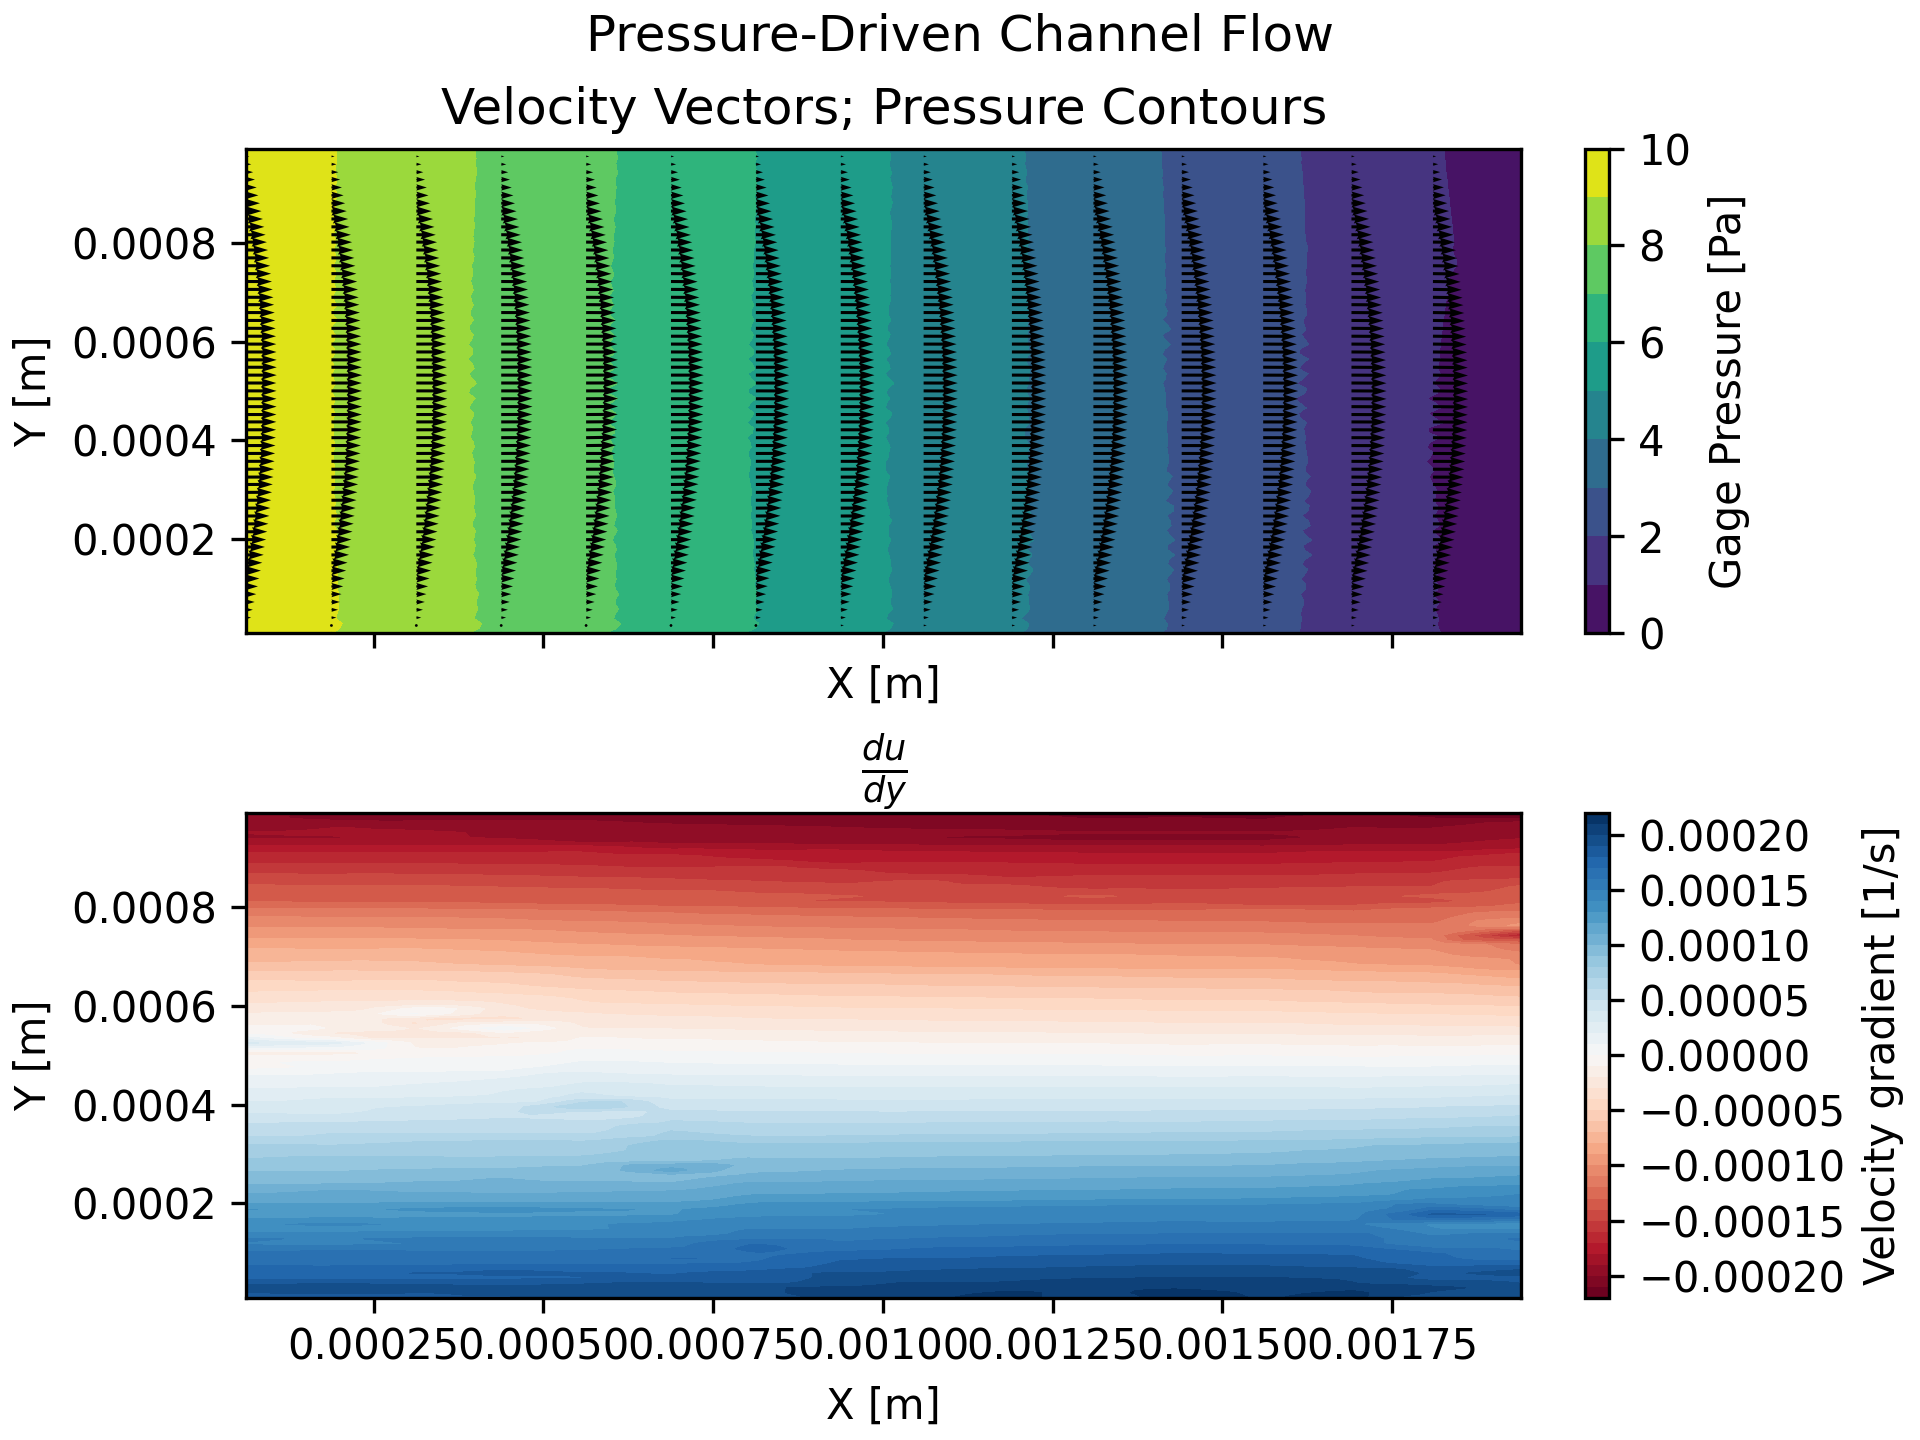 Pressure-Driven Channel Flow
Velocity Vectors; Pressure Contours
10
8
6
4
2
0
Gage Pressure [Pa]
0.0008
0.0006
0.0004
0.0002
Y [m]
X [m]
du
dy
0.0008
0.0006
0.0004
0.0002
Y [m]
0.00020
0.00015
0.00010
0.00005
0.00000
−0.00005
−0.00010
−0.00015
−0.00020
Velocity gradient [1/s]
0.000250.000500.000750.001000.001250.001500.00175
X [m]